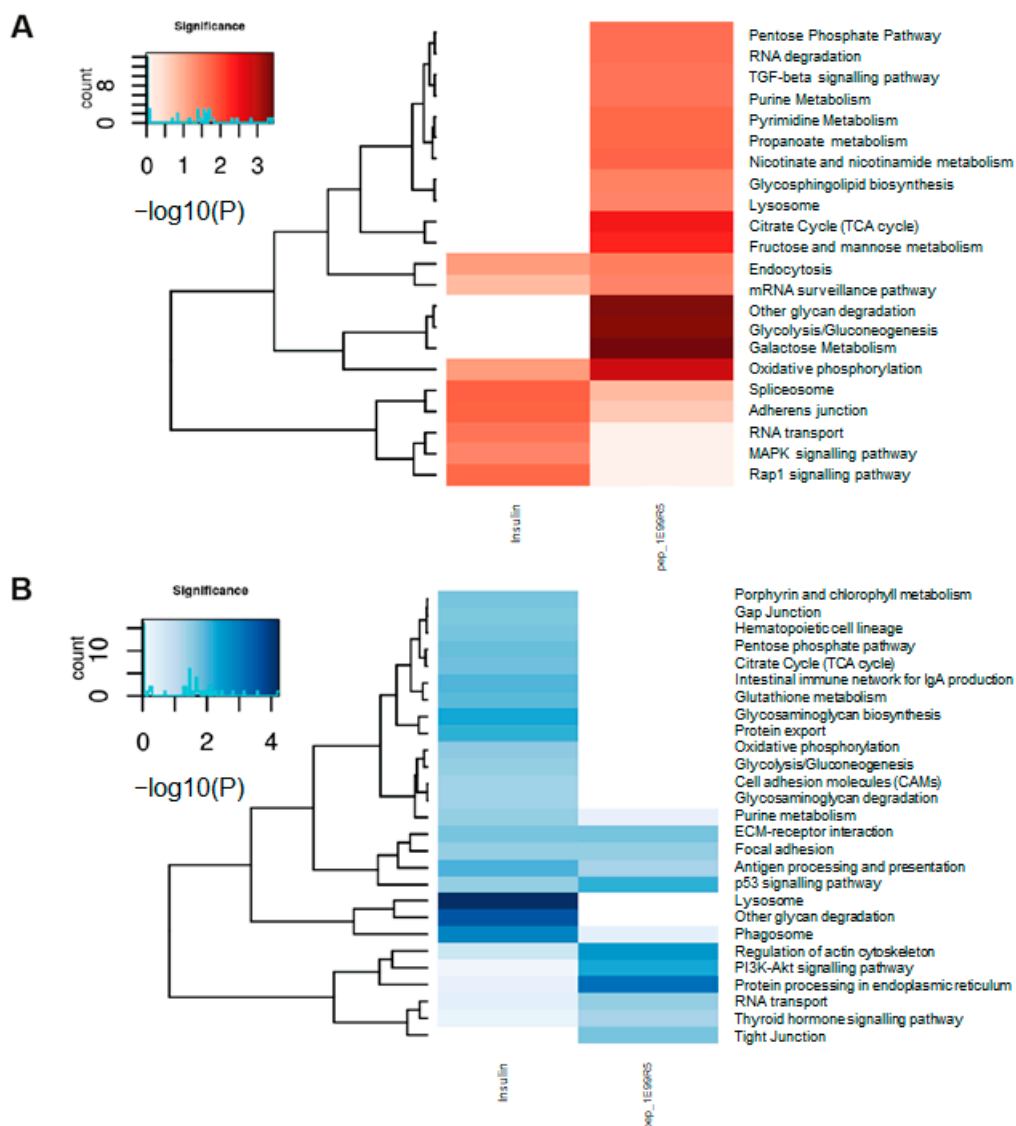 A
Significance
count
0 8
0 1 2 3
−log10(P)
Pentose Phosphate Pathway
RNA degradation
TGF-beta signalling pathway
Purine Metabolism
Pyrimidine Metabolism
Propanoate metabolism
Nicotinate and nicotinamide metabolism
Glycosphingolipid biosynthesis
Lysosome
Citrate Cycle (TCA cycle)
Fructose and mannose metabolism
Endocytosis
mRNA surveillance pathway
Other glycan degradation
Glycolysis/Gluconeogenesis
Galactose Metabolism
Oxidative phosphorylation
Spliceosome
Adherens junction
RNA transport
MAPK signalling pathway
Rap1 signalling pathway
Insulin
pep_1E99R5
B
Significance
count
0 10
0 2 4
−log10(P)
Porphyrin and chlorophyll metabolism
Gap Junction
Hematopoietic cell lineage
Pentose phosphate pathway
Citrate Cycle (TCA cycle)
Intestinal immune network for IgA production
Glutathione metabolism
Glycosaminoglycan biosynthesis
Protein export
Oxidative phosphorylation
Glycolysis/Gluconeogenesis
Cell adhesion molecules (CAMs)
Glycosaminoglycan degradation
Purine metabolism
ECM-receptor interaction
Focal adhesion
Antigen processing and presentation
p53 signalling pathway
Lysosome
Other glycan degradation
Phagosome
Regulation of actin cytoskeleton
PI3K-Akt signalling pathway
Protein processing in endoplasmic reticulum
RNA transport
Thyroid hormone signalling pathway
Tight Junction
Insulin
pep_1E99R5